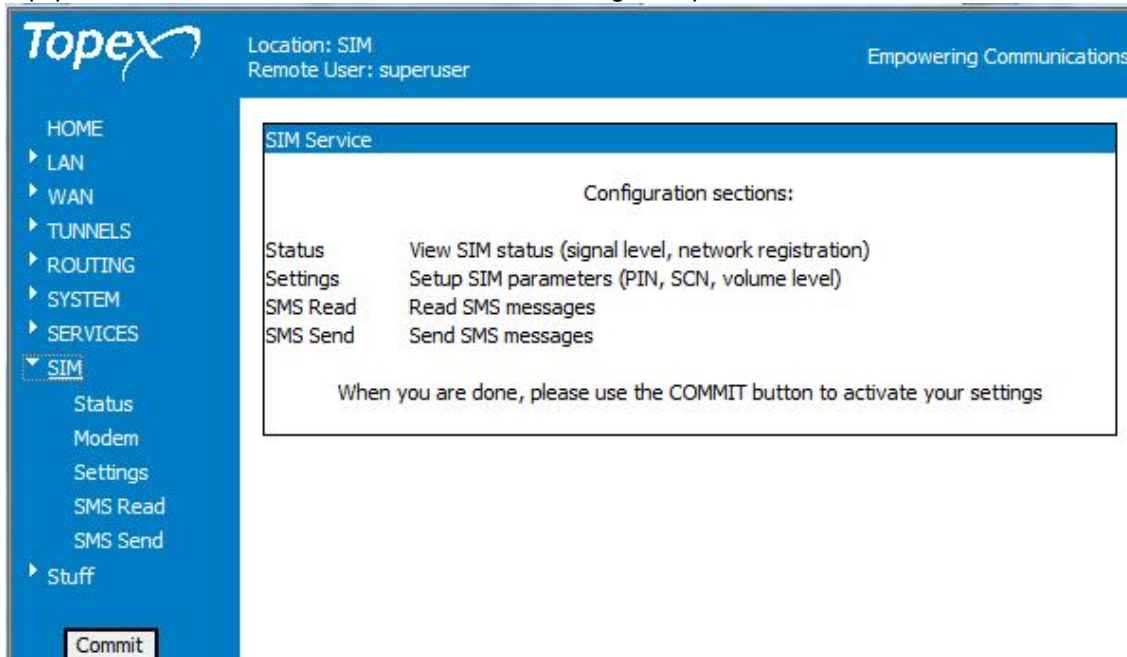 Topex
Location: SIM
Remote User: superuser
Empowering Communications
HOME
LAN
WAN
TUNNELS
ROUTING
SYSTEM
SERVICES
SIM
Status
Modem
Settings
SMS Read
SMS Send
Stuff
Commit
SIM Service
Configuration sections:
Status View SIM status (signal level, network registration)
Settings Setup SIM parameters (PIN, SCN, volume level)
SMS Read Read SMS messages
SMS Send Send SMS messages
When you are done, please use the COMMIT button to activate your settings